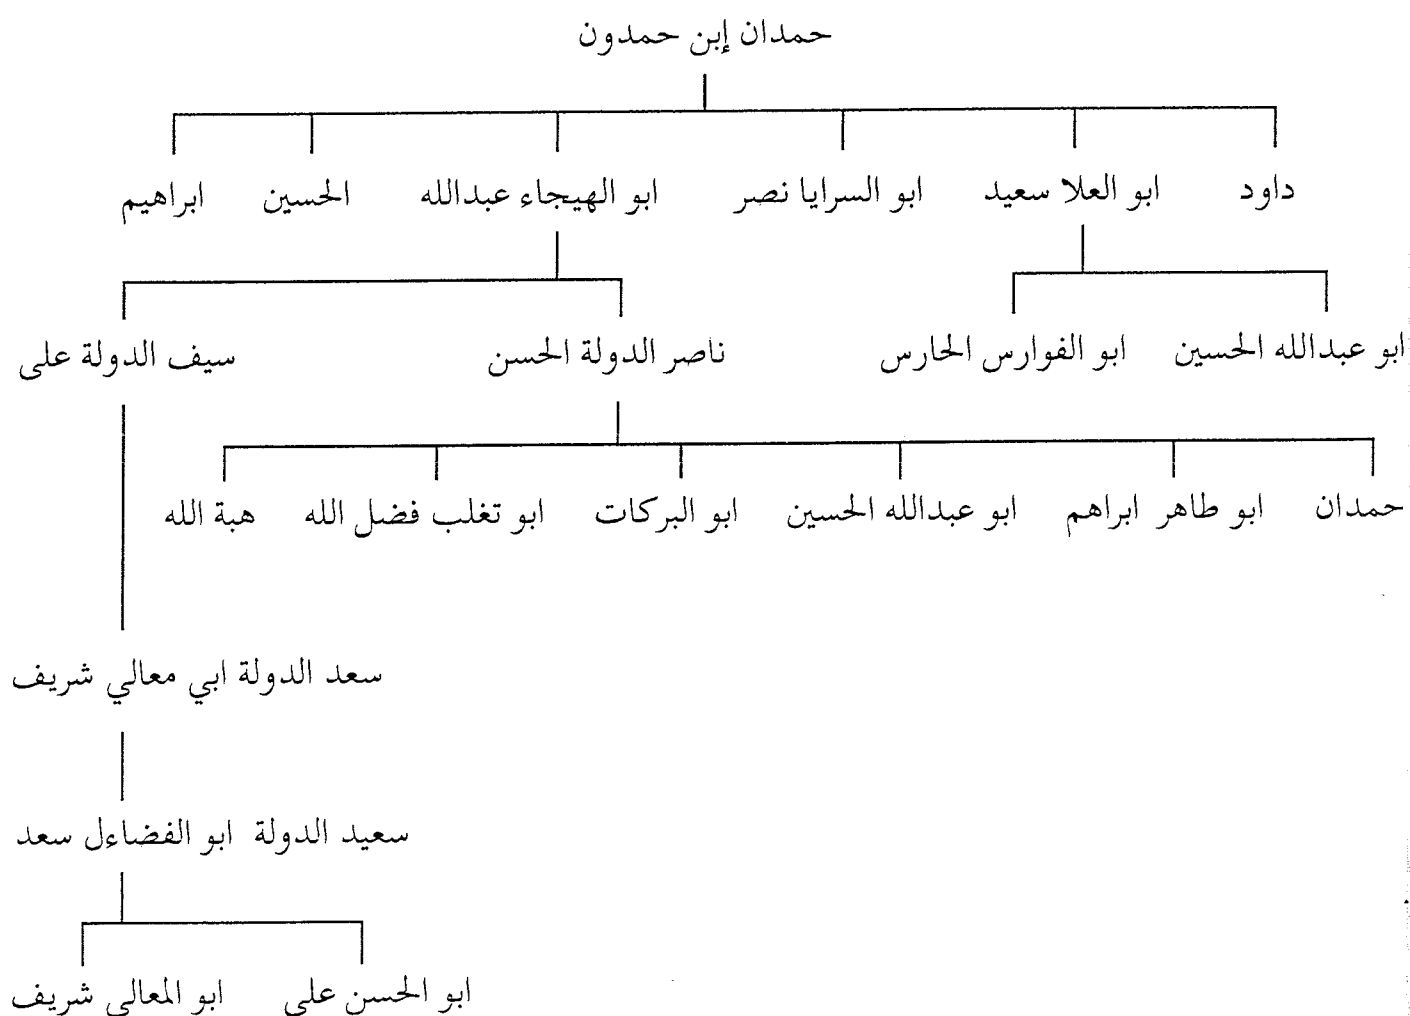 حمدان إبن حمدون
داود ابو العلا سعيد ابو السرايا نصر ابو الهيجاء عبدالله الحسين ابراهيم
ابو عبدالله الحسين ابو الفوارس الحارس ناصر الدولة الحسن سيف الدولة على
حمدان ابو طاهر ابراهم ابو عبدالله الحسين ابو البركات ابو تغلب فضل الله هبة الله
سعد الدولة ابي معالي شريف
سعيد الدولة ابو الفضاءل سعد
ابو الحسن على ابو المعالى شريف